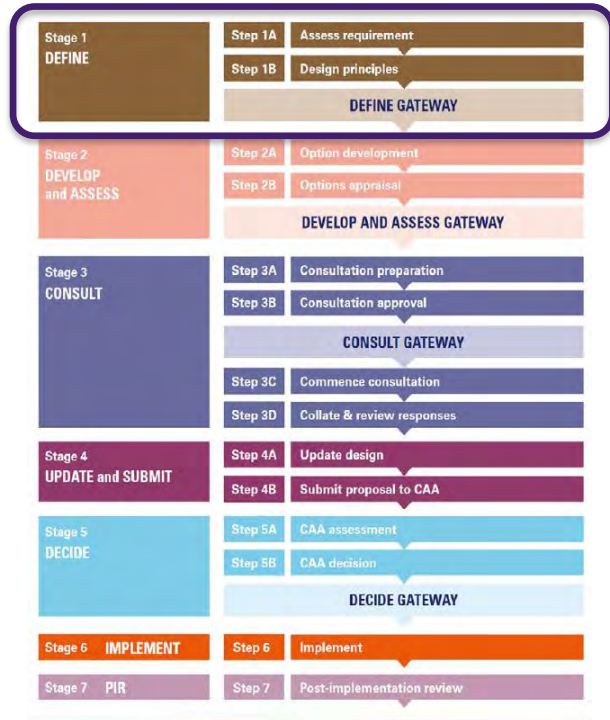 Stage 1
DEFINE
Step 1A Assess requirement
Step 1B Design principles
DEFINE GATEWAY
Stage 2
DEVELOP
and ASSESS
Step 2A Option development
Step 2B Options appraisal
DEVELOP AND ASSESS GATEWAY
Stage 3
CONSULT
Step 3A Consultation preparation
Step 3B Consultation approval
CONSULT GATEWAY
Step 3C Commence consultation
Step 3D Collate & review responses
Stage 4
UPDATE and SUBMIT
Step 4A Update design
Step 4B Submit proposal to CAA
Stage 5
DECIDE
Step 5A CAA assessment
Step 5B CAA decision
DECIDE GATEWAY
Stage 6 IMPLEMENT Step 6 Implement
Stage 7 PIR Step 7 Post-implementation review